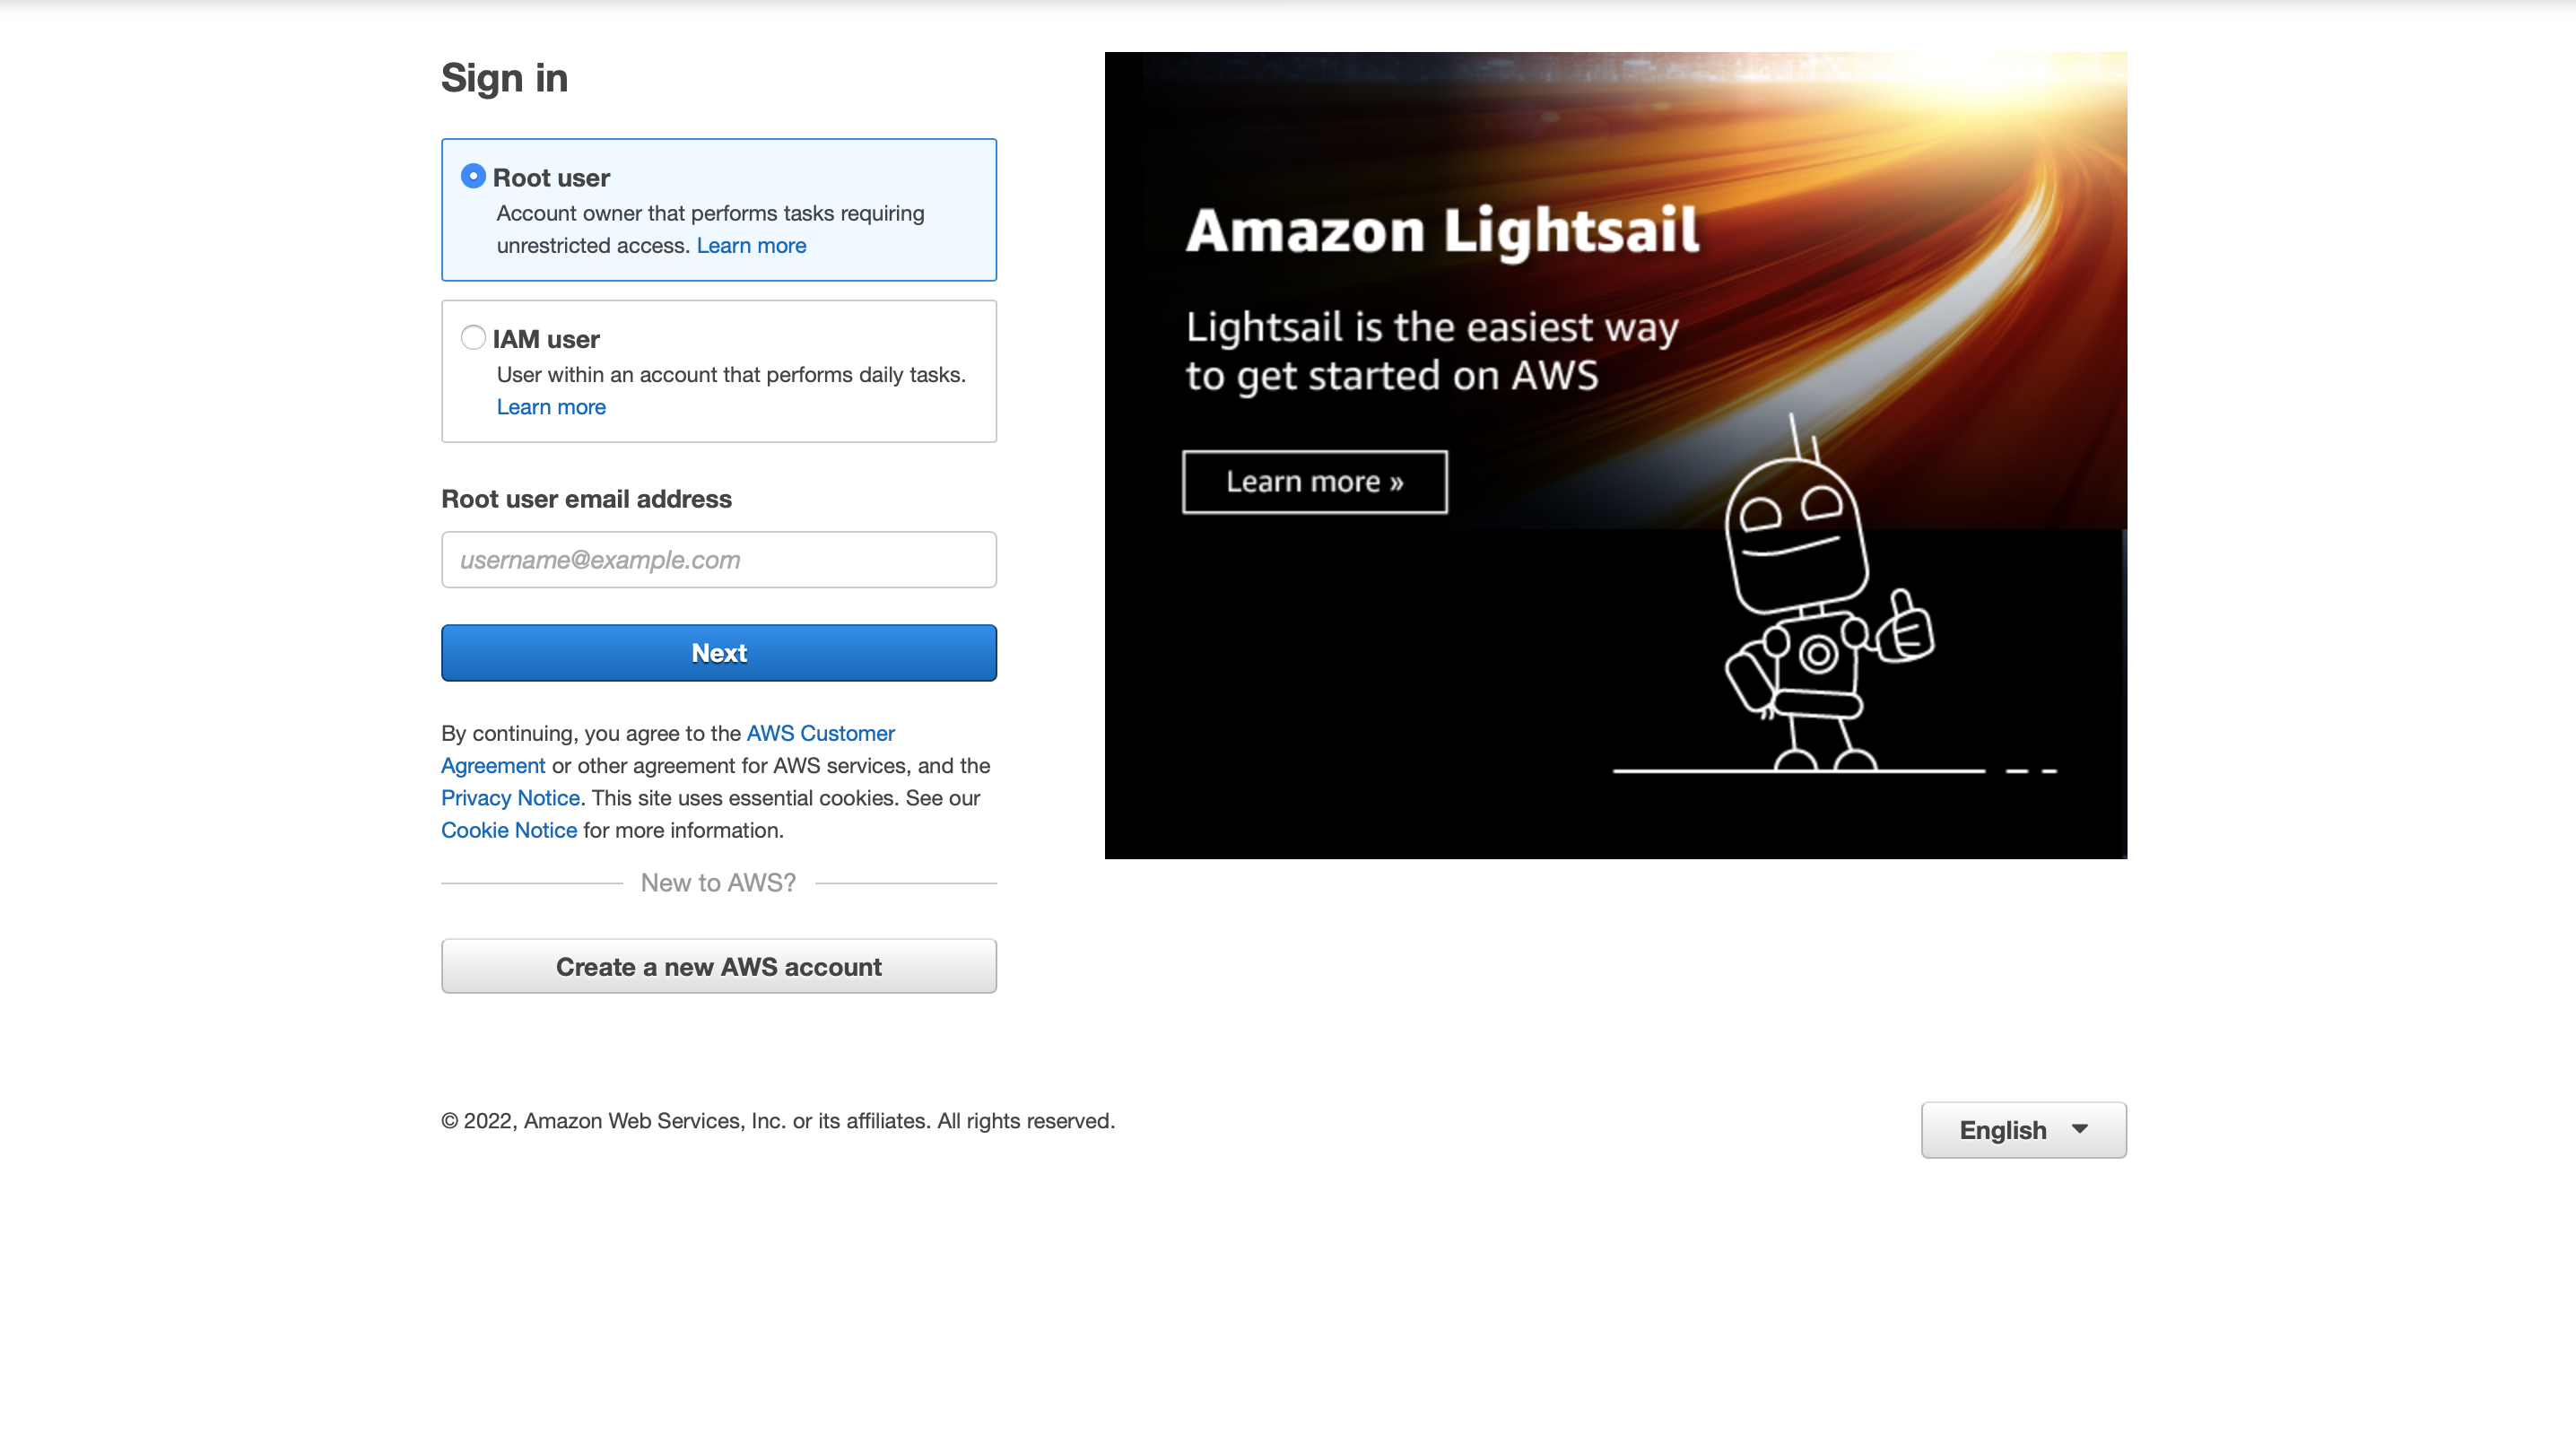 Sign in
Root user
Account owner that performs tasks requiring
unrestricted access. Learn more
IAM user
User within an account that performs daily tasks.
Learn more
Root user email address
username@example.com
Next
By continuing, you agree to the AWS Customer
Agreement or other agreement for AWS services, and the
Privacy Notice. This site uses essential cookies. See our
Cookie Notice for more information.
New to AWS?
Create a new AWS account
Amazon Lightsail
Lightsail is the easiest way
to get started on AWS
Learn more »
© 2022, Amazon Web Services, Inc. or its affiliates. All rights reserved.
English